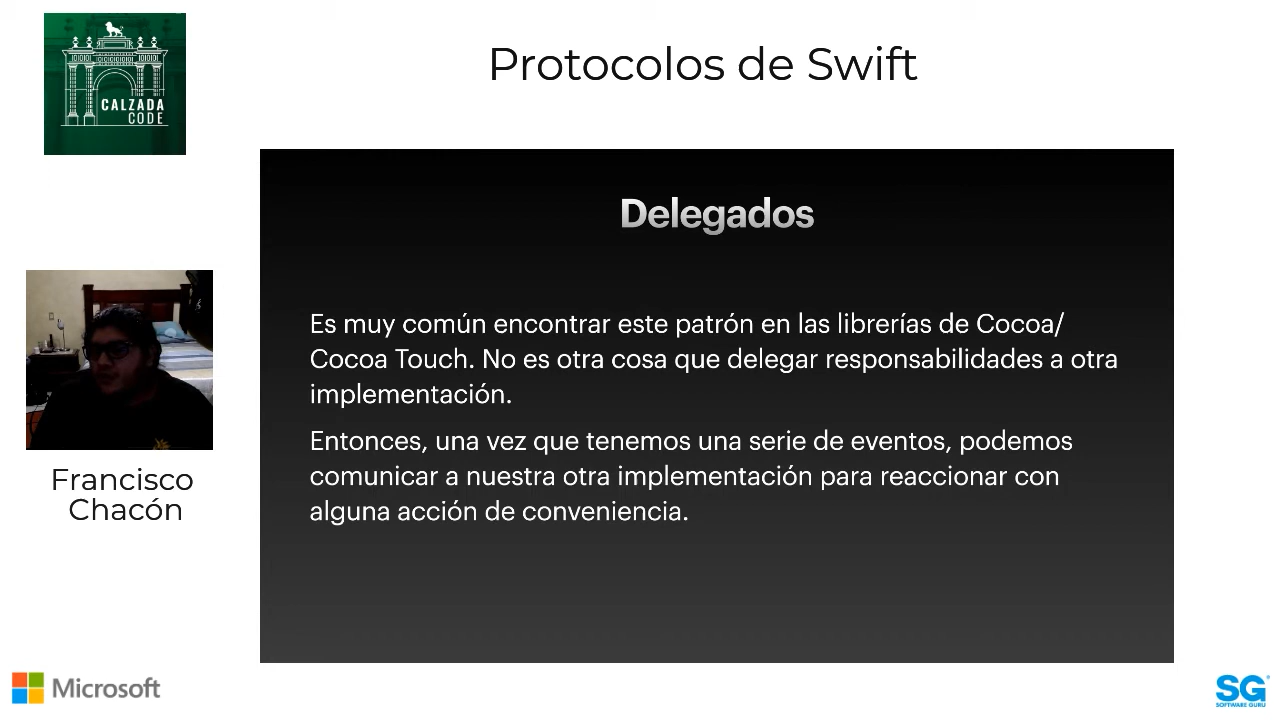 CALZADA
CODE
Protocolos de Swift
Delegados
Es muy común encontrar este patrón en las librerías de Cocoa/
Cocoa Touch. No es otra cosa que delegar responsabilidades a otra
implementación.
Entonces, una vez que tenemos una serie de eventos, podemos
comunicar a nuestra otra implementación para reaccionar con
alguna acción de conveniencia.
Francisco
Chacón
Microsoft
SG
SOFTWARE GURU